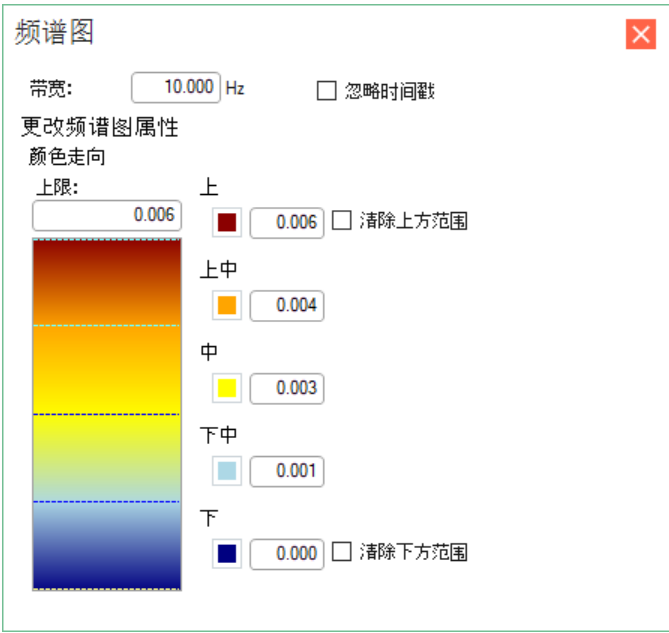 频谱图
带宽: 10.000 Hz 忽略时间戳
更改频谱图属性
颜色走向
上限: 上
0.006 0.006 清除上方范围
上中
0.004
中
0.003
下中
0.001
下
0.000 清除下方范围